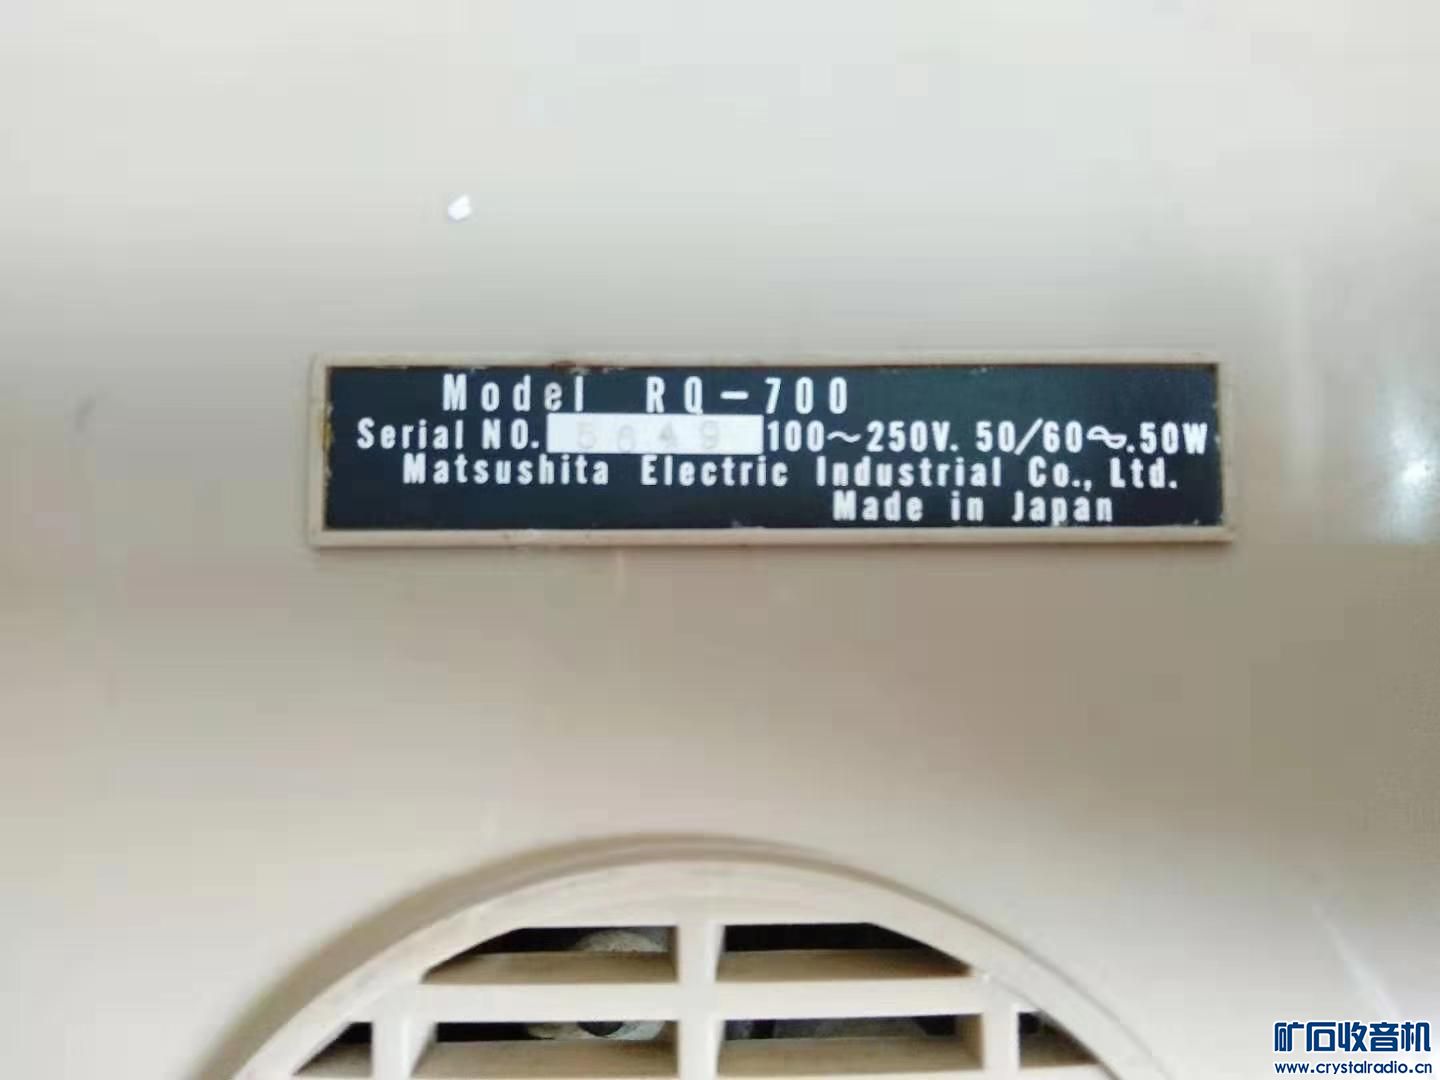 Model RQ-700
Serial NO. 100~250V. 50/60~.50W
Matsushita Electric Industrial Co., Ltd.
Made in Japan
矿石收音机
www.crystalradio.cn